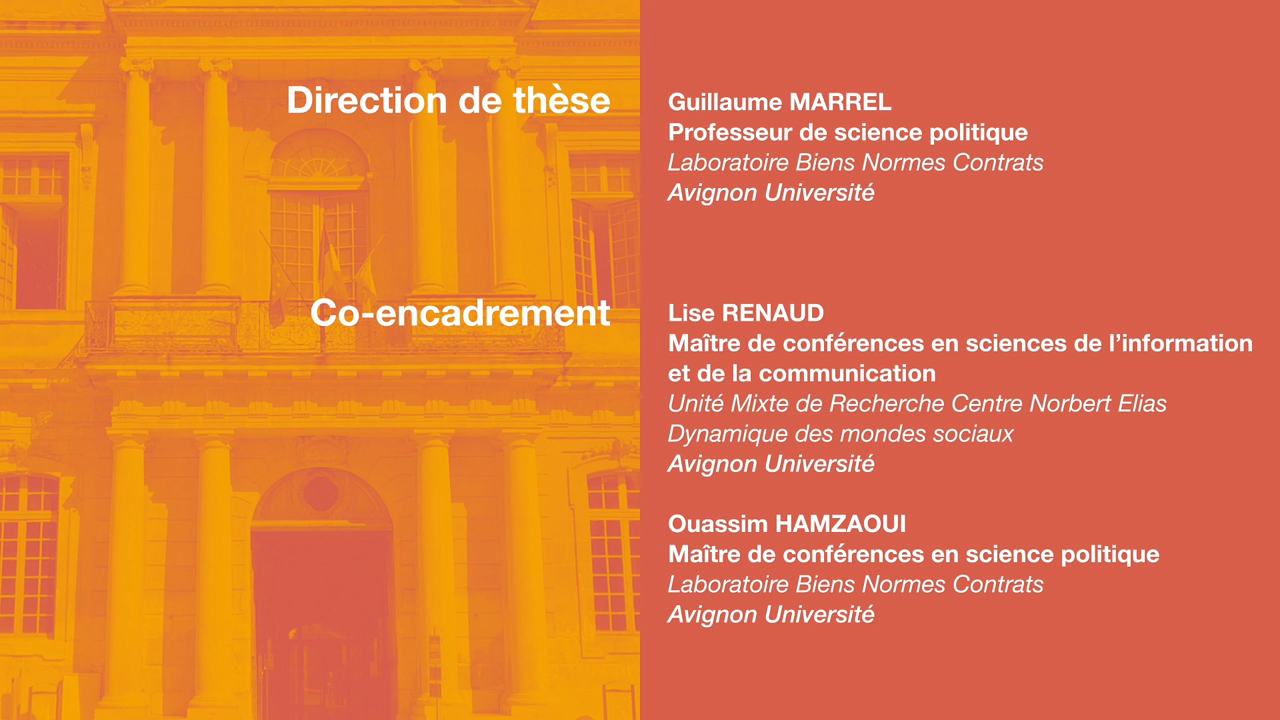 Direction de thèse
Guillaume MARREL
Professeur de science politique
Laboratoire Biens Normes Contrats
Avignon Université
Co-encadrement
Lise RENAUD
Maître de conférences en sciences de l’information
et de la communication
Unité Mixte de Recherche Centre Norbert Elias
Dynamique des mondes sociaux
Avignon Université
Ouassim HAMZAOUI
Maître de conférences en science politique
Laboratoire Biens Normes Contrats
Avignon Université